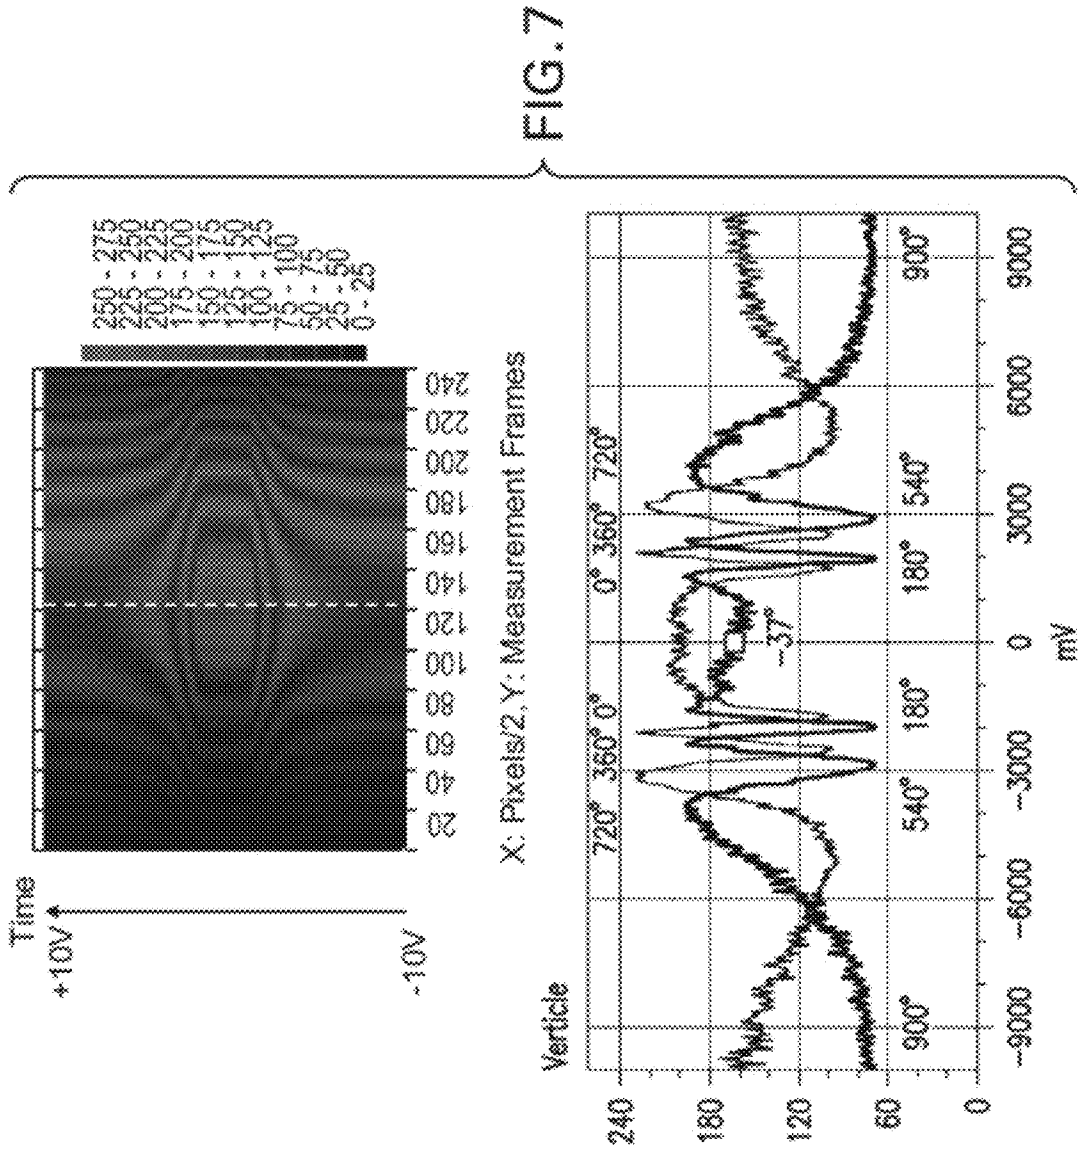 Time
+10V
-10V
20 40 60 80 100 120 140 160 180 200 220 240
250 - 275
225 - 250
200 - 225
175 - 200
150 - 175
125 - 150
100 - 125
75 - 100
50 - 75
25 - 50
0 - 25
X: Pixels/2, Y: Measurement Frames
Verticle
240
180
120
60
0
720° 360° 0° 0° 360° 720°
-37°
900° 540° 180° 180° 540° 900°
-9000 -6000 -3000 0 3000 6000 9000
mV
FIG. 7